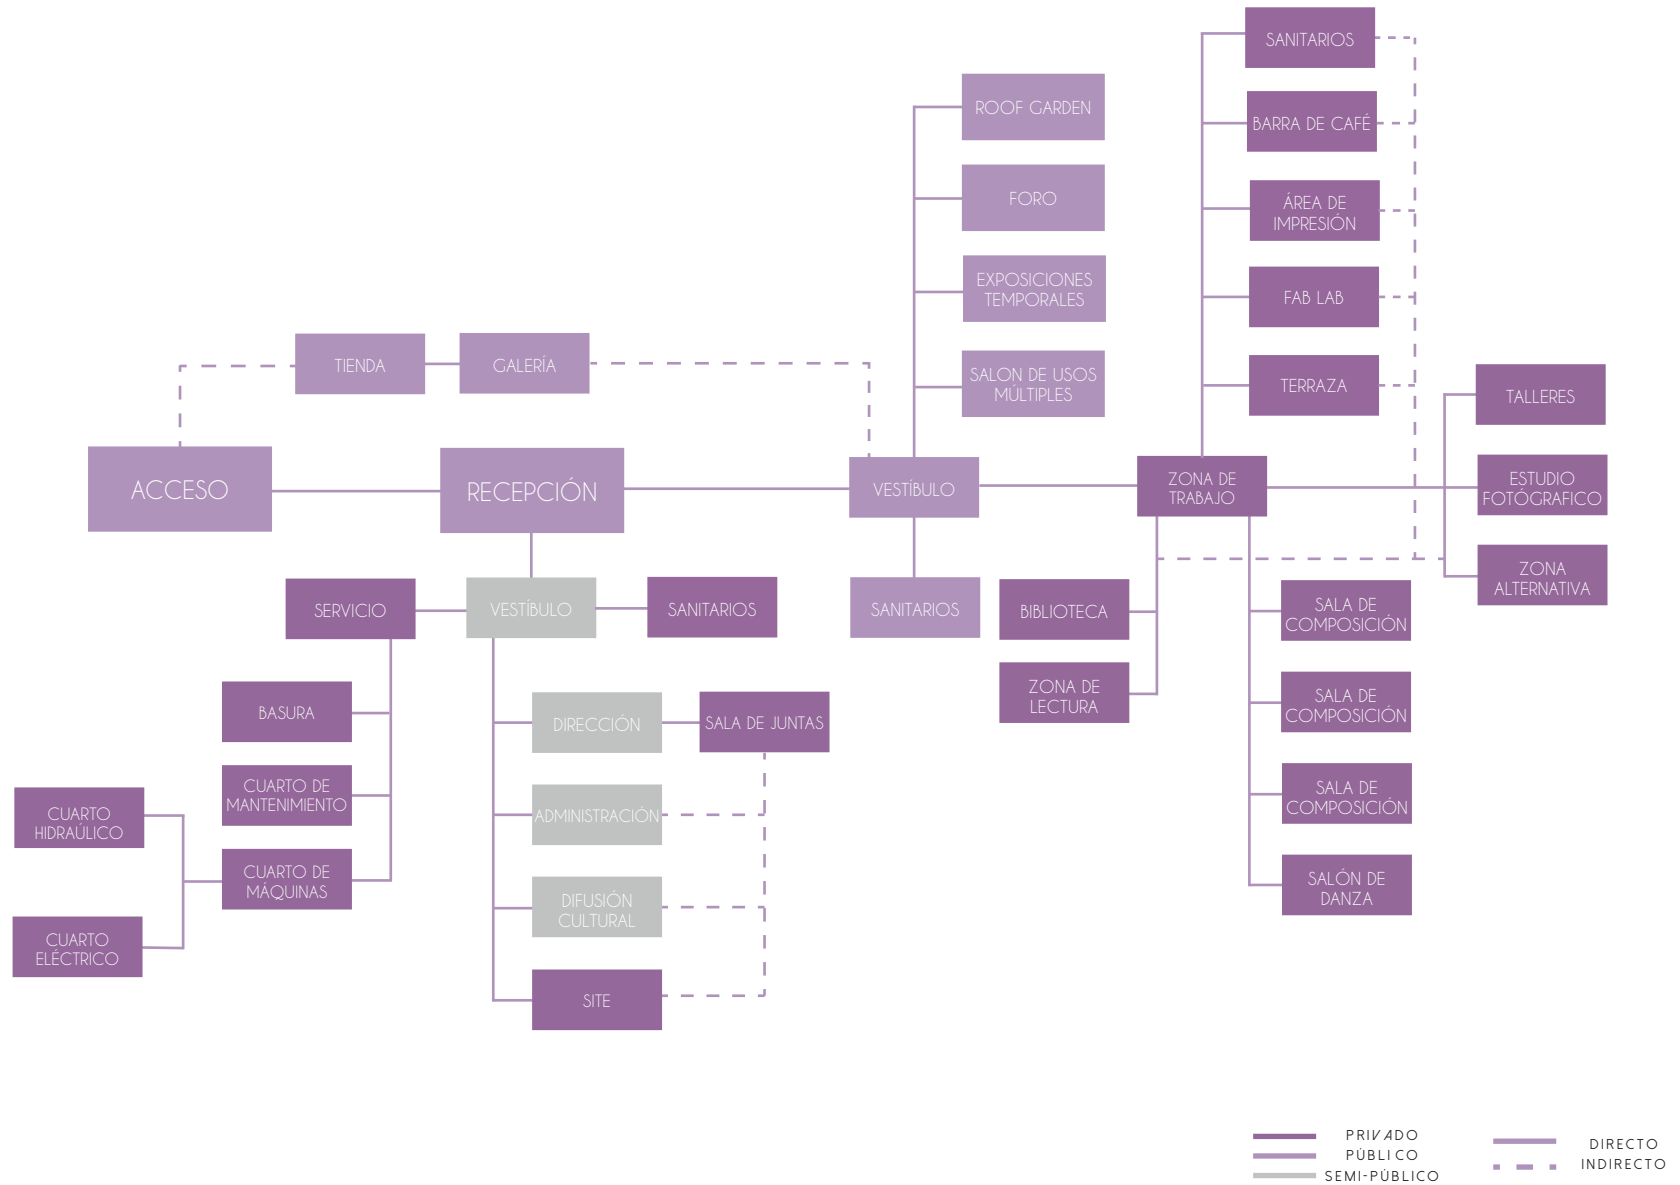 SANITARIOS
BARRA DE CAFÉ
ÁREA DE
IMPRESIÓN
FAB LAB
TERRAZA
ROOF GARDEN
FORO
EXPOSICIONES
TEMPORALES
SALON DE USOS
MÚLTIPLES
TIENDA
GALERÍA
ACCESO
RECEPCIÓN
VESTÍBULO
ZONA DE
TRABAJO
TALLERES
ESTUDIO
FOTÓGRAFICO
ZONA
ALTERNATIVA
SERVICIO
VESTÍBULO
SANITARIOS
SANITARIOS
BIBLIOTECA
ZONA DE
LECTURA
SALA DE
COMPOSICIÓN
SALA DE
COMPOSICIÓN
SALA DE
COMPOSICIÓN
SALÓN DE
DANZA
BASURA
CUARTO DE
MANTENIMIENTO
CUARTO DE
MÁQUINAS
CUARTO
HIDRAÚLICO
CUARTO
ELÉCTRICO
DIRECCIÓN
SALA DE JUNTAS
ADMINISTRACIÓN
DIFUSIÓN
CULTURAL
SITE
PRIVADO
PÚBLICO
SEMI-PÚBLICO
DIRECTO
INDIRECTO